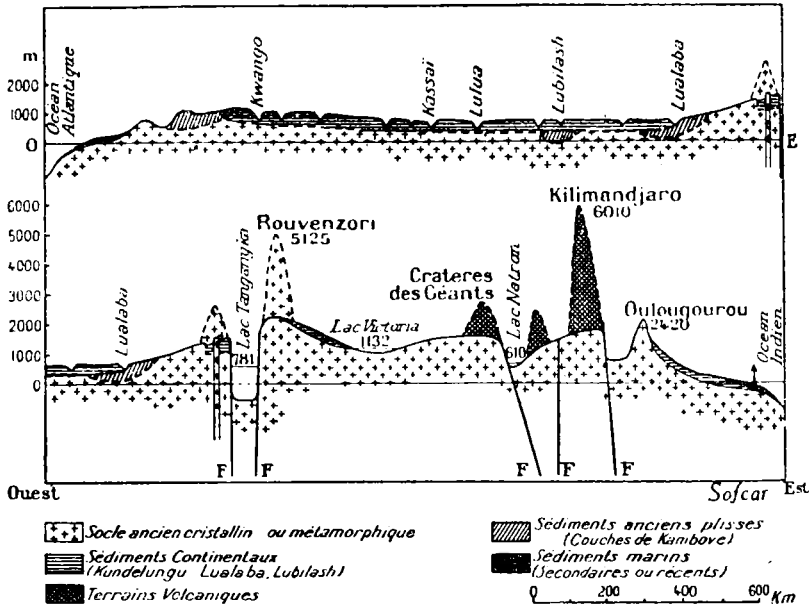 m
2000
1000
0
Océan
Atlantique
Kwango
Kassaï
Lulua
Lubilash
Lualaba
E
6000
5000
4000
3000
2000
1000
0
Lualaba
Lac Tanganyika
781
Rouvenzori
5125
Lac Victoria
1132
Cratères
des Géants
Lac Natron
610
Kilimandjaro
6010
Oulougourou
2420
Océan
Indien
F F F F F
Ouest
Est
Sofcar
Socle ancien cristallin ou métamorphique
Sédiments Continentaux
(Kundelungu Lualaba, Lubilash)
Terrains Volcaniques
Sédiments anciens plissés
(Couches de Kambove)
Sédiments marins
(Secondaires ou récents)
0 200 400 600 Km